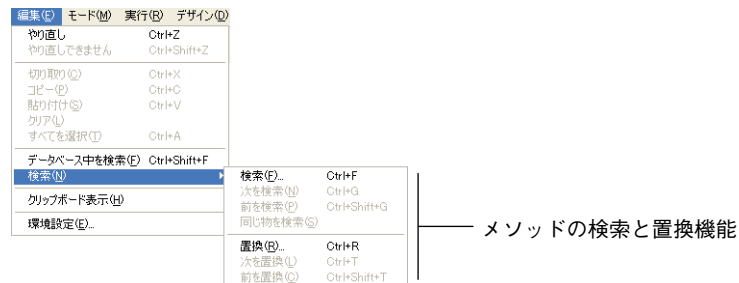 編集(E) モード(M) 実行(R) デザイン(D)
やり直し Ctrl+Z
やり直しできません Ctrl+Shift+Z
切り取り(C) Ctrl+X
コピー(P) Ctrl+C
貼り付け(S) Ctrl+V
クリア(L)
すべてを選択(T) Ctrl+A
データベース中を検索(F) Ctrl+Shift+F
検索(N)
クリップボード表示(H)
環境設定(E)...
検索(F)... Ctrl+F
次を検索(N) Ctrl+G
前を検索(P) Ctrl+Shift+G
同じ物を検索(S)
置換(R)... Ctrl+R
次を置換(L) Ctrl+T
前を置換(C) Ctrl+Shift+T
メソッドの検索と置換機能